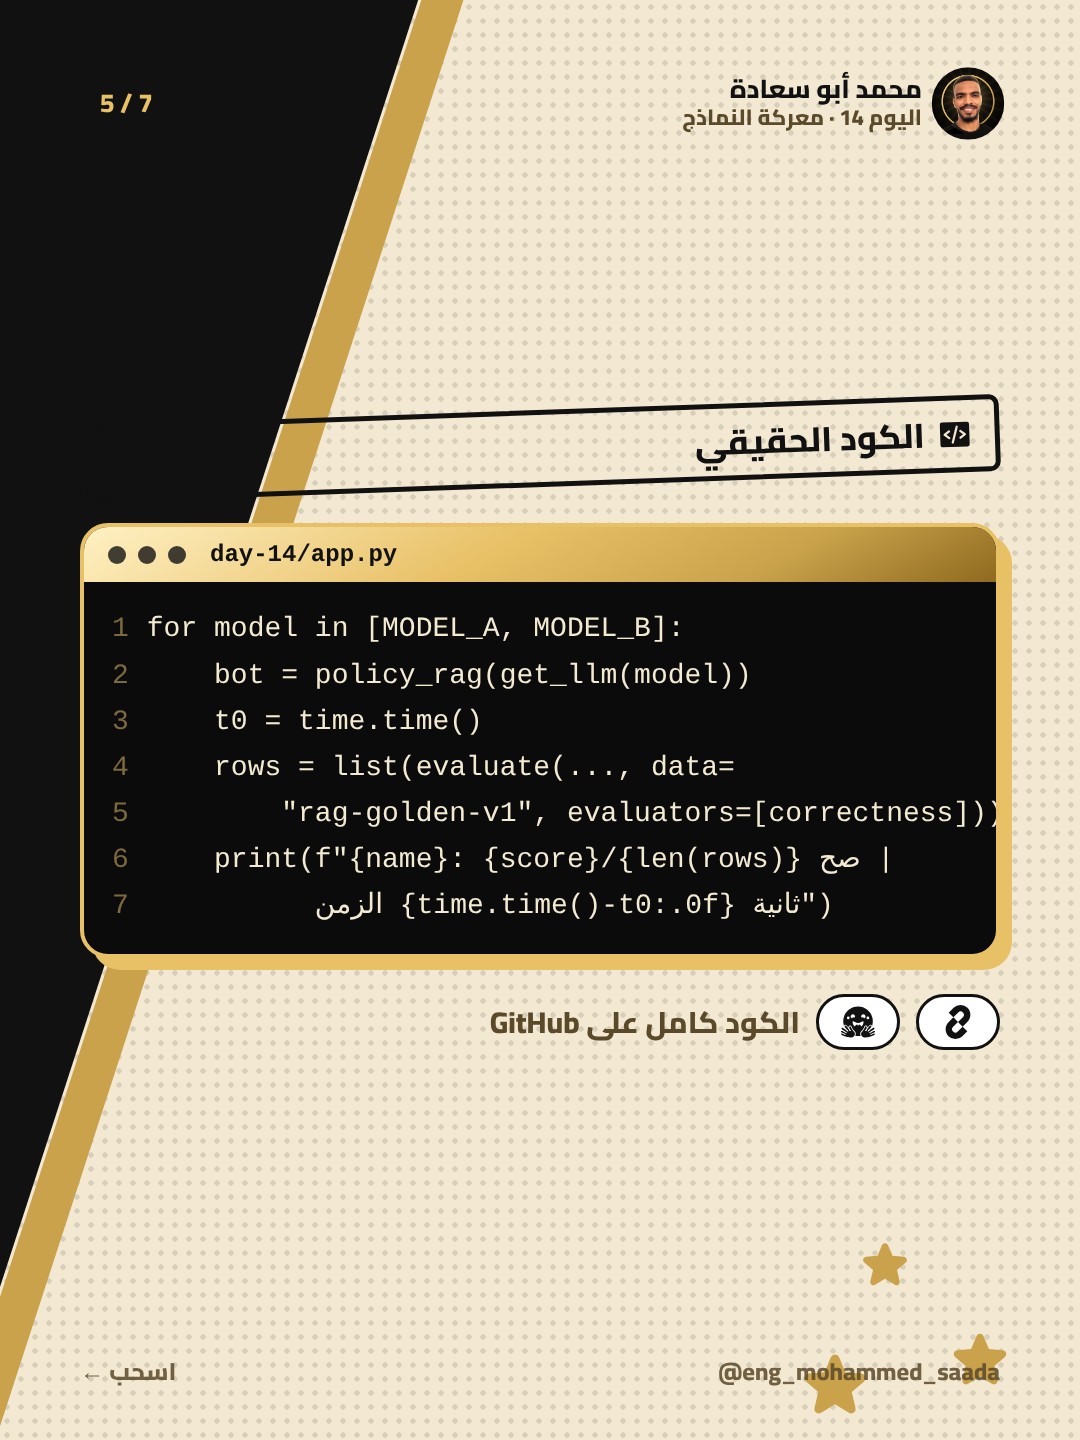 محمد أبو سعادة
اليوم 14 · معركة النماذج
5 / 7
الكود الحقيقي
day-14/app.py
1 for model in [MODEL_A, MODEL_B]:
2     bot = policy_rag(get_llm(model))
3     t0 = time.time()
4     rows = list(evaluate(..., data=
5         "rag-golden-v1", evaluators=[correctness]))
6     print(f"{name}: {score}/{len(rows)} صح |
7           الزمن {time.time()-t0:.0f} ثانية")
الكود كامل على GitHub
@eng_mohammed_saada
اسحب ←